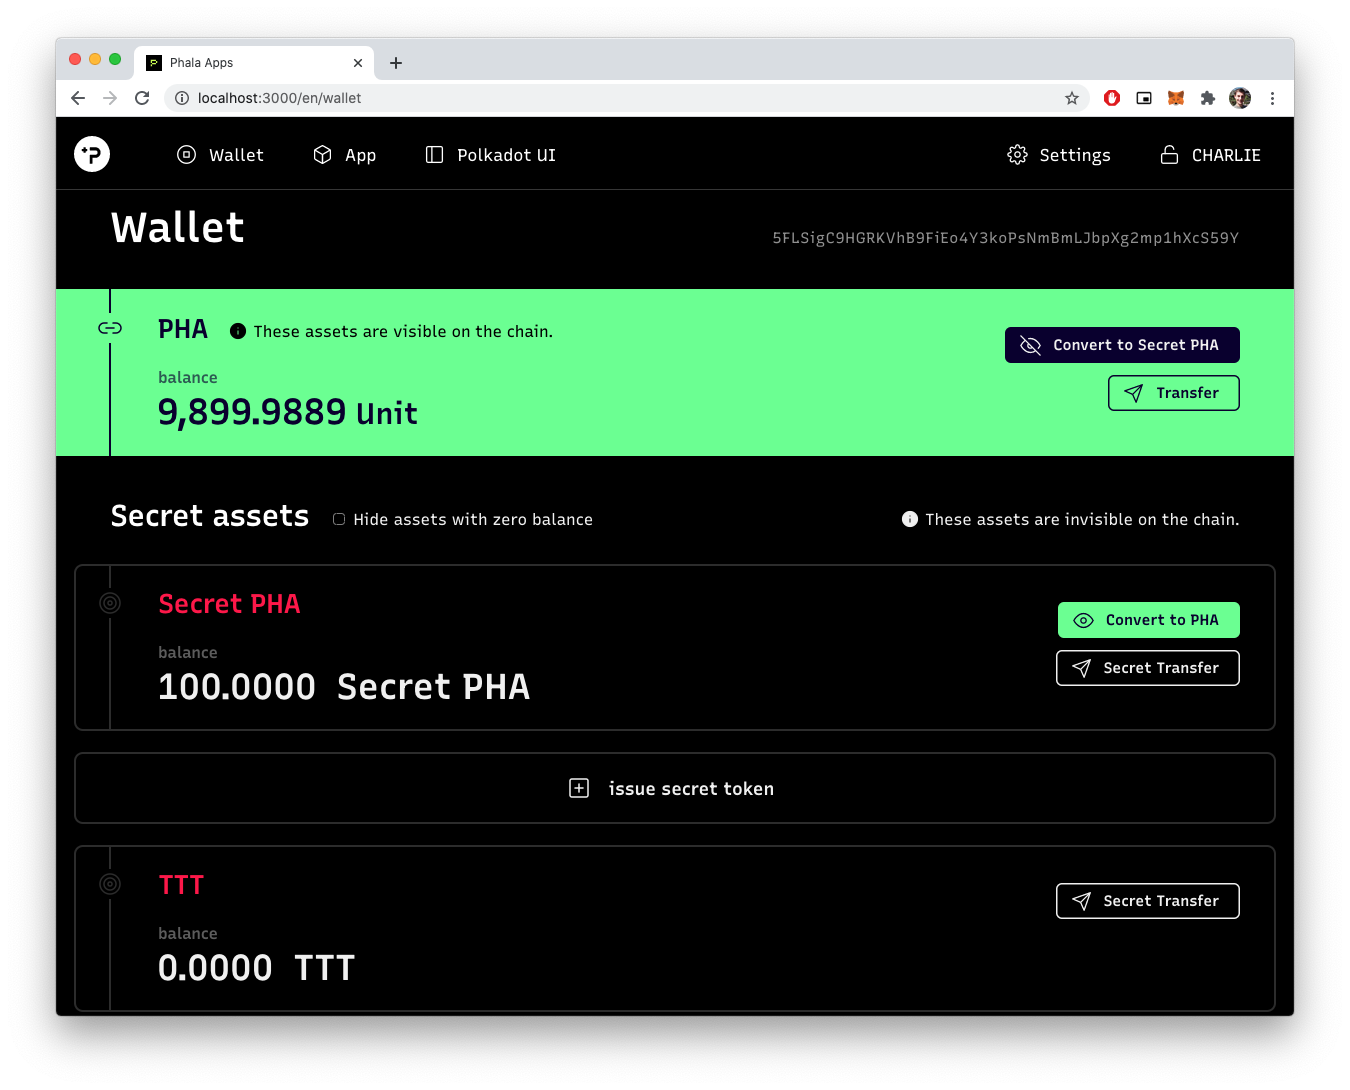 Phala Apps
localhost:3000/en/wallet
Wallet App Polkadot UI Settings CHARLIE
Wallet
5FLSigC9HGRKVhB9FiEo4Y3koPsNmBmLJbpXg2mp1hXcS59Y
PHA These assets are visible on the chain.
Convert to Secret PHA
balance
Transfer
9,899.9889 Unit
Secret assets Hide assets with zero balance These assets are invisible on the chain.
Secret PHA
Convert to PHA
balance
Secret Transfer
100.0000 Secret PHA
issue secret token
TTT
Secret Transfer
balance
0.0000 TTT